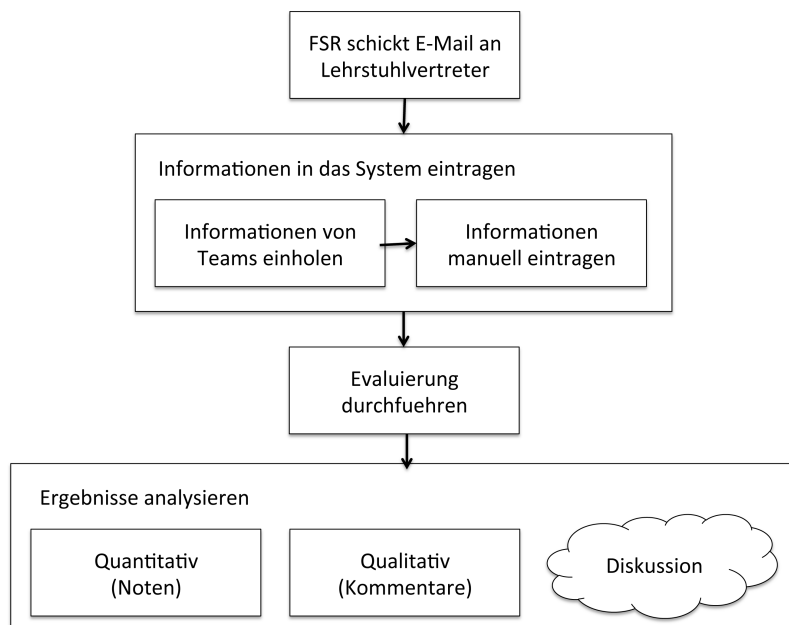 FSR schickt E-Mail an
Lehrstuhlvertreter
Informationen in das System eintragen
Informationen von
Teams einholen
Informationen
manuell eintragen
Evaluierung
durchfuehren
Ergebnisse analysieren
Quantitativ
(Noten)
Qualitativ
(Kommentare)
Diskussion